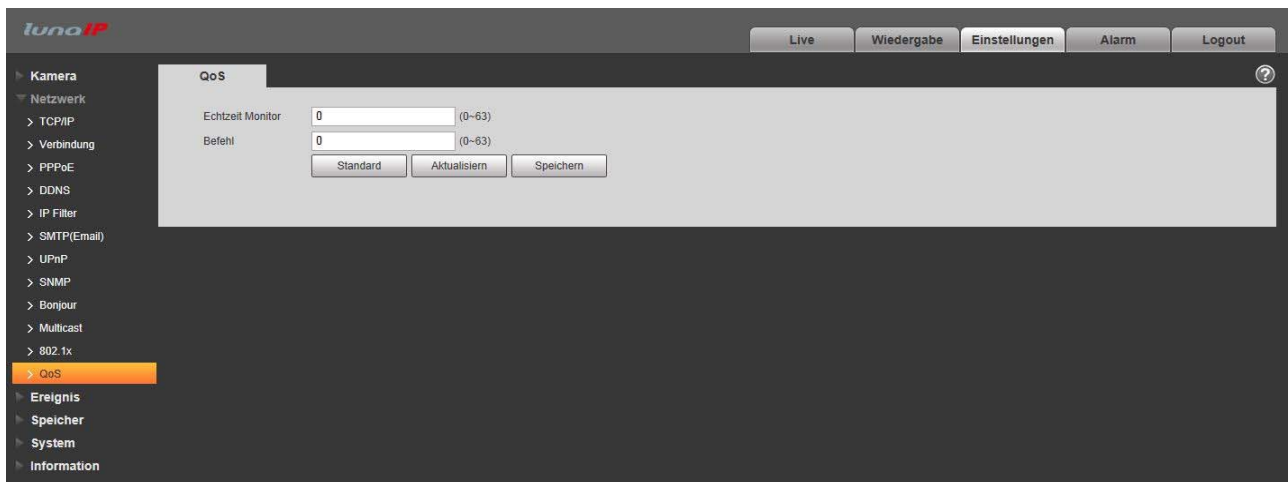 lunaIP
Live Wiedergabe Einstellungen Alarm Logout
Kamera
Netzwerk
TCP/IP
Verbindung
PPPoE
DDNS
IP Filter
SMTP(Email)
UPnP
SNMP
Bonjour
Multicast
802.1x
QoS
Ereignis
Speicher
System
Information
QoS
?
Echtzeit Monitor 0 (0~63)
Befehl 0 (0~63)
Standard Aktualisiern Speichern